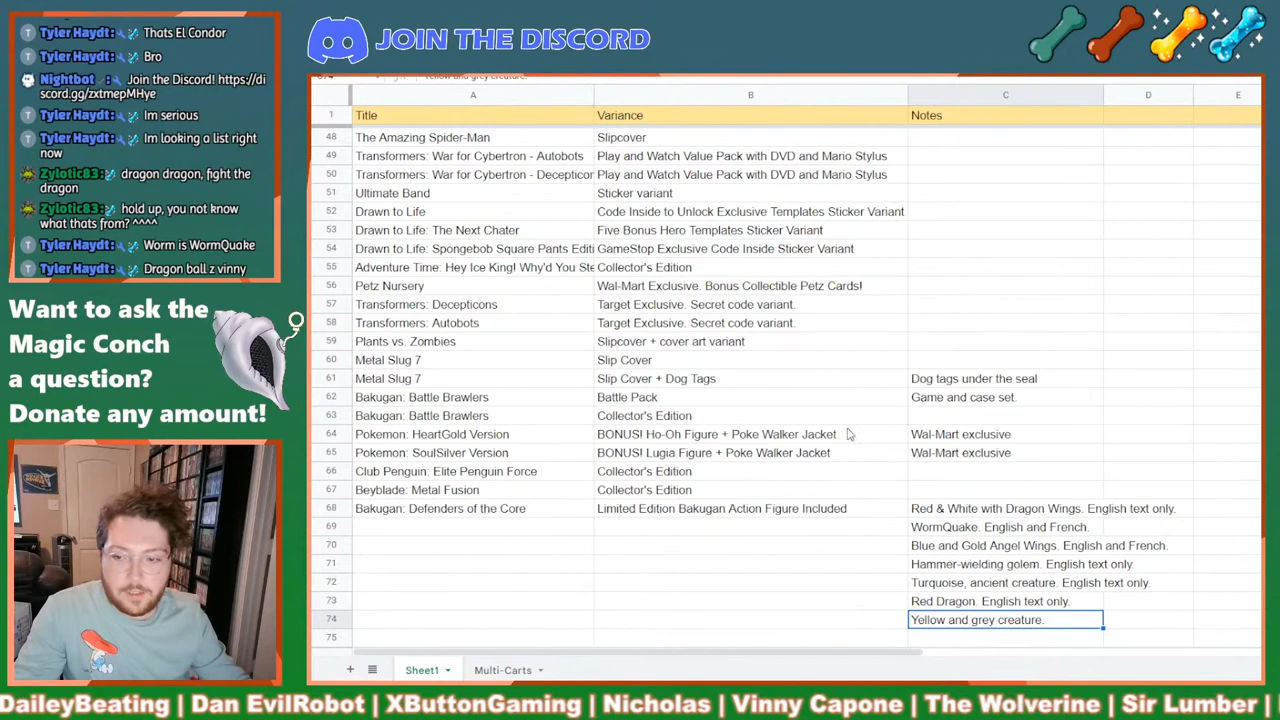 Tyler Haydt: Thats El Condor
Tyler Haydt: Bro
Nightbot : Join the Discord! https://di
scord.gg/zxtmepMHye
Tyler Haydt: Im serious
Tyler Haydt: Im looking a list right
now
Zylotic83: dragon dragon, fight the
dragon
Zylotic83: hold up, you not know
what thats from? ^^^^
Tyler Haydt: Worm is WormQuake
Tyler Haydt: Dragon ball z vinny
JOIN THE DISCORD
Want to ask the
Magic Conch
a question?
Donate any amount!
A B C D E
1 Title Variance Notes
48 The Amazing Spider-Man Slipcover
49 Transformers: War for Cybertron - Autobots Play and Watch Value Pack with DVD and Mario Stylus
50 Transformers: War for Cybertron - Decepticon Play and Watch Value Pack with DVD and Mario Stylus
51 Ultimate Band Sticker variant
52 Drawn to Life Code Inside to Unlock Exclusive Templates Sticker Variant
53 Drawn to Life: The Next Chater Five Bonus Hero Templates Sticker Variant
54 Drawn to Life: Spongebob Square Pants Editi GameStop Exclusive Code Inside Sticker Variant
55 Adventure Time: Hey Ice King! Why'd You Ste Collector's Edition
56 Petz Nursery Wal-Mart Exclusive. Bonus Collectible Petz Cards!
57 Transformers: Decepticons Target Exclusive. Secret code variant.
58 Transformers: Autobots Target Exclusive. Secret code variant.
59 Plants vs. Zombies Slipcover + cover art variant
60 Metal Slug 7 Slip Cover
61 Metal Slug 7 Slip Cover + Dog Tags Dog tags under the seal
62 Bakugan: Battle Brawlers Battle Pack Game and case set.
63 Bakugan: Battle Brawlers Collector's Edition
64 Pokemon: HeartGold Version BONUS! Ho-Oh Figure + Poke Walker Jacket Wal-Mart exclusive
65 Pokemon: SoulSilver Version BONUS! Lugia Figure + Poke Walker Jacket Wal-Mart exclusive
66 Club Penguin: Elite Penguin Force Collector's Edition
67 Beyblade: Metal Fusion Collector's Edition
68 Bakugan: Defenders of the Core Limited Edition Bakugan Action Figure Included Red & White with Dragon Wings. English text only.
69 WormQuake. English and French.
70 Blue and Gold Angel Wings. English and French.
71 Hammer-wielding golem. English text only.
72 Turquoise, ancient creature. English text only.
73 Red Dragon. English text only.
74 Yellow and grey creature.
75
Sheet1 Multi-Carts
DaileyBeating | Dan EvilRobot | XButtonGaming | Nicholas | Vinny Capone | The Wolverine | Sir Lumber |